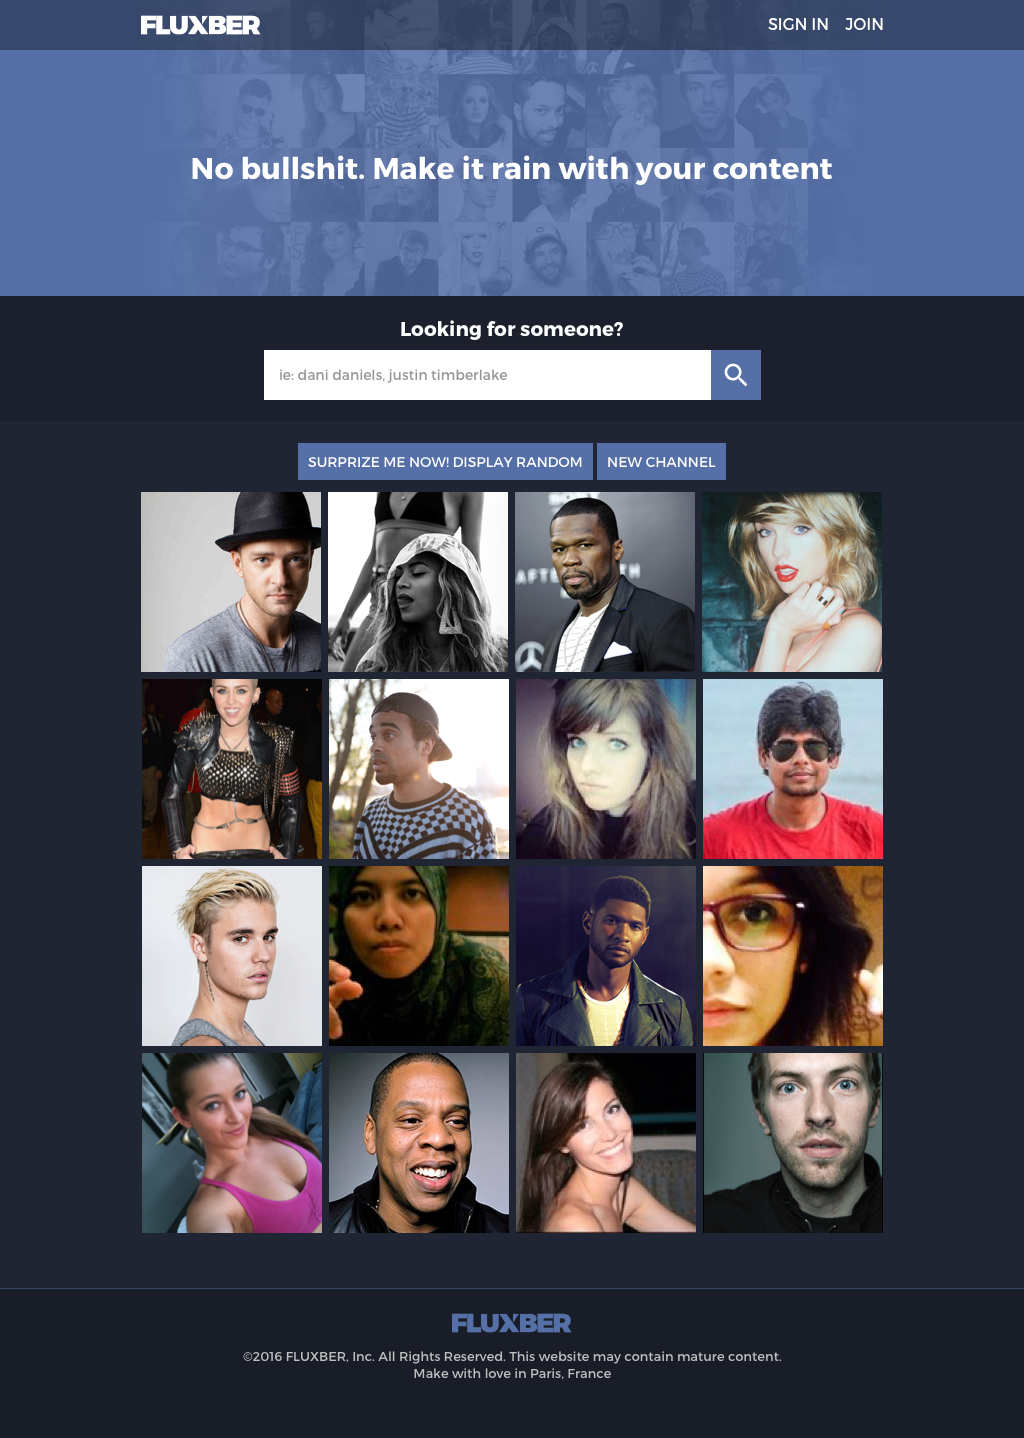 FLUXBER
SIGN IN JOIN
No bullshit. Make it rain with your content
Looking for someone?
ie: dani daniels, justin timberlake
SURPRIZE ME NOW! DISPLAY RANDOM
NEW CHANNEL
AFTE TH
FLUXBER
©2016 FLUXBER, Inc. All Rights Reserved. This website may contain mature content.
Make with love in Paris, France